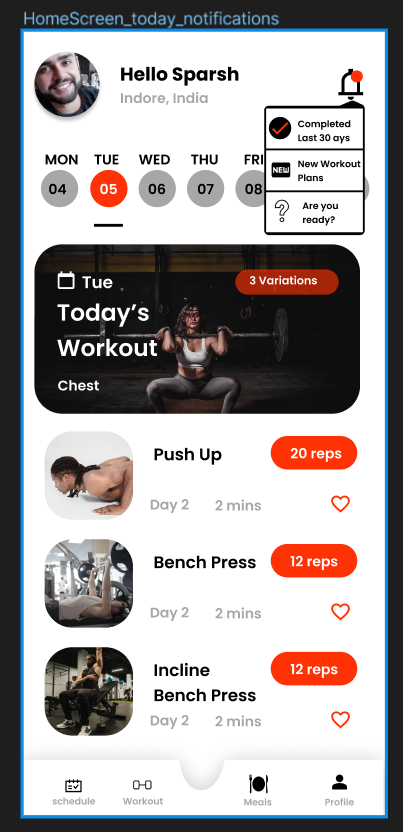 HomeScreen_today_notifications
Hello Sparsh
Indore, India
Completed
Last 30 ays
NEW
New Workout
Plans
Are you
ready?
MON TUE WED THU FRI
04 05 06 07 08
Tue
3 Variations
Today's
Workout
Chest
Push Up
20 reps
Day 2 2 mins
Bench Press
12 reps
Day 2 2 mins
Incline
Bench Press
12 reps
Day 2 2 mins
schedule Workout Meals Profile